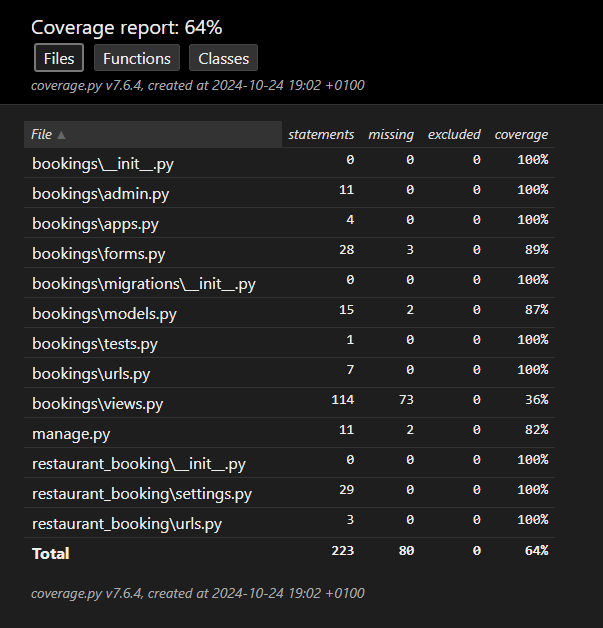 Coverage report: 64%
Files Functions Classes
coverage.py v7.6.4, created at 2024-10-24 19:02 +0100
File ▲ statements missing excluded coverage
bookings\__init__.py 0 0 0 100%
bookings\admin.py 11 0 0 100%
bookings\apps.py 4 0 0 100%
bookings\forms.py 28 3 0 89%
bookings\migrations\__init__.py 0 0 0 100%
bookings\models.py 15 2 0 87%
bookings\tests.py 1 0 0 100%
bookings\urls.py 7 0 0 100%
bookings\views.py 114 73 0 36%
manage.py 11 2 0 82%
restaurant_booking\__init__.py 0 0 0 100%
restaurant_booking\settings.py 29 0 0 100%
restaurant_booking\urls.py 3 0 0 100%
Total 223 80 0 64%
coverage.py v7.6.4, created at 2024-10-24 19:02 +0100